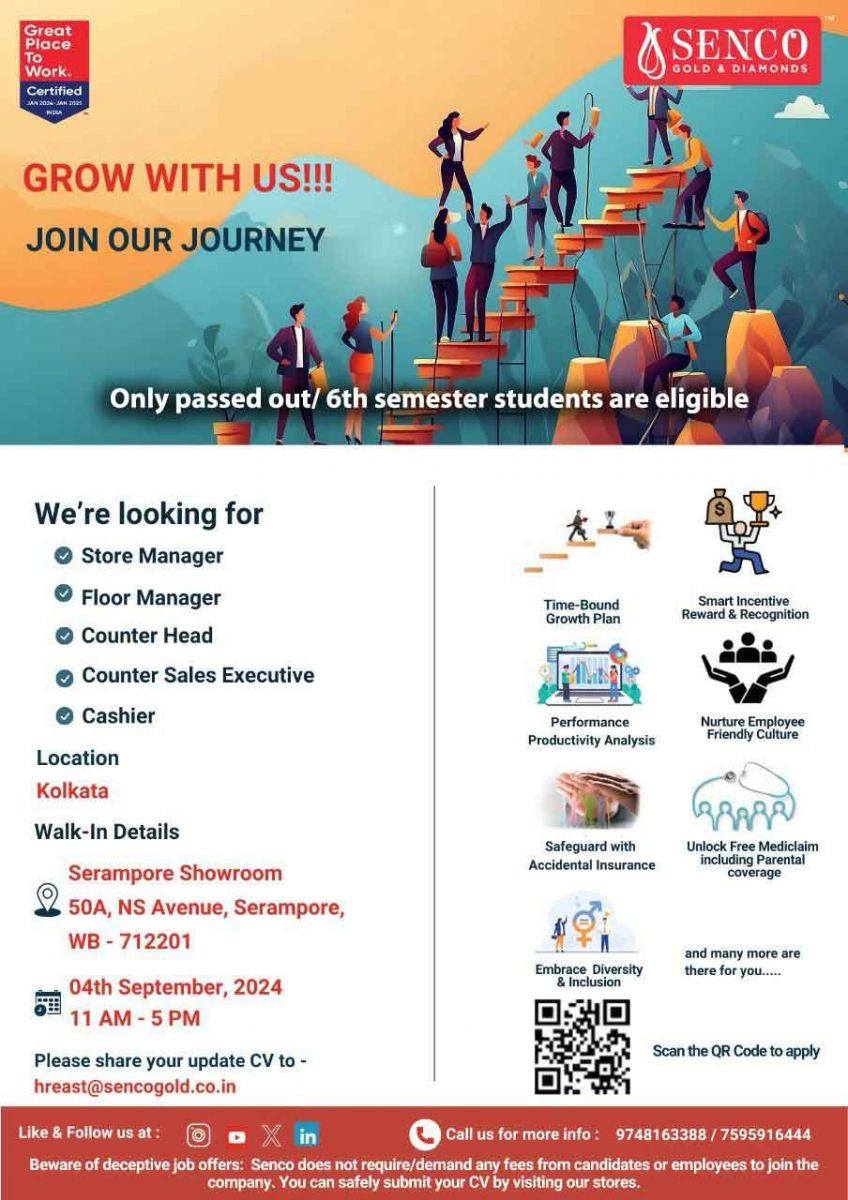 Great
Place
To
Work.
Certified
JAN 2024-JAN 2025
INDIA
TM
SENCO
GOLD & DIAMONDS
GROW WITH US!!!
JOIN OUR JOURNEY
Only passed out/ 6th semester students are eligible
We're looking for
Store Manager
Floor Manager
Counter Head
Counter Sales Executive
Cashier
Location
Kolkata
Walk-In Details
Serampore Showroom
50A, NS Avenue, Serampore,
WB - 712201
04th September, 2024
11 AM - 5 PM
Please share your update CV to -
hreast@sencogold.co.in
Time-Bound
Growth Plan
Smart Incentive
Reward & Recognition
Performance
Productivity Analysis
Nurture Employee
Friendly Culture
Safeguard with
Accidental Insurance
Unlock Free Mediclaim
including Parental
coverage
Embrace Diversity
& Inclusion
and many more are
there for you.....
Scan the QR Code to apply
Like & Follow us at :
Call us for more info : 9748163388 / 7595916444
Beware of deceptive job offers: Senco does not require/demand any fees from candidates or employees to join the
company. You can safely submit your CV by visiting our stores.